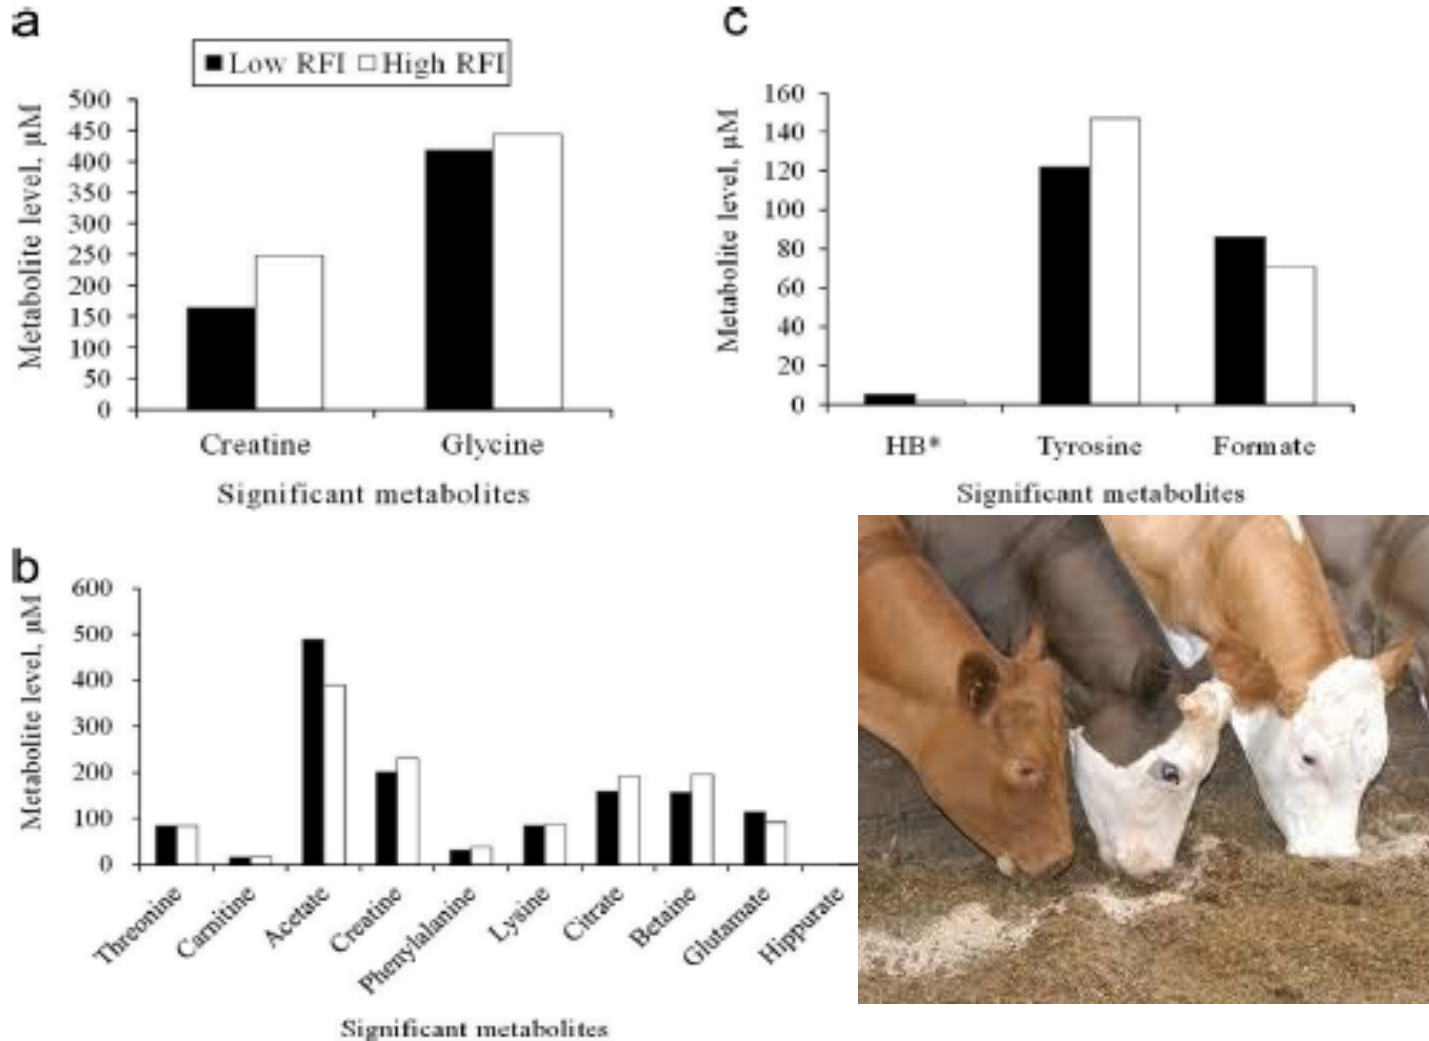 a
Low RFI High RFI
Metabolite level, µM
500
450
400
350
300
250
200
150
100
50
0
Creatine Glycine
Significant metabolites
c
Metabolite level, µM
160
140
120
100
80
60
40
20
0
HB* Tyrosine Formate
Significant metabolites
b
Metabolite level, µM
600
500
400
300
200
100
0
Threonine
Carnitine
Acetate
Creatine
Phenylalanine
Lysine
Citrate
Betaine
Glutamate
Hippurate
Significant metabolites